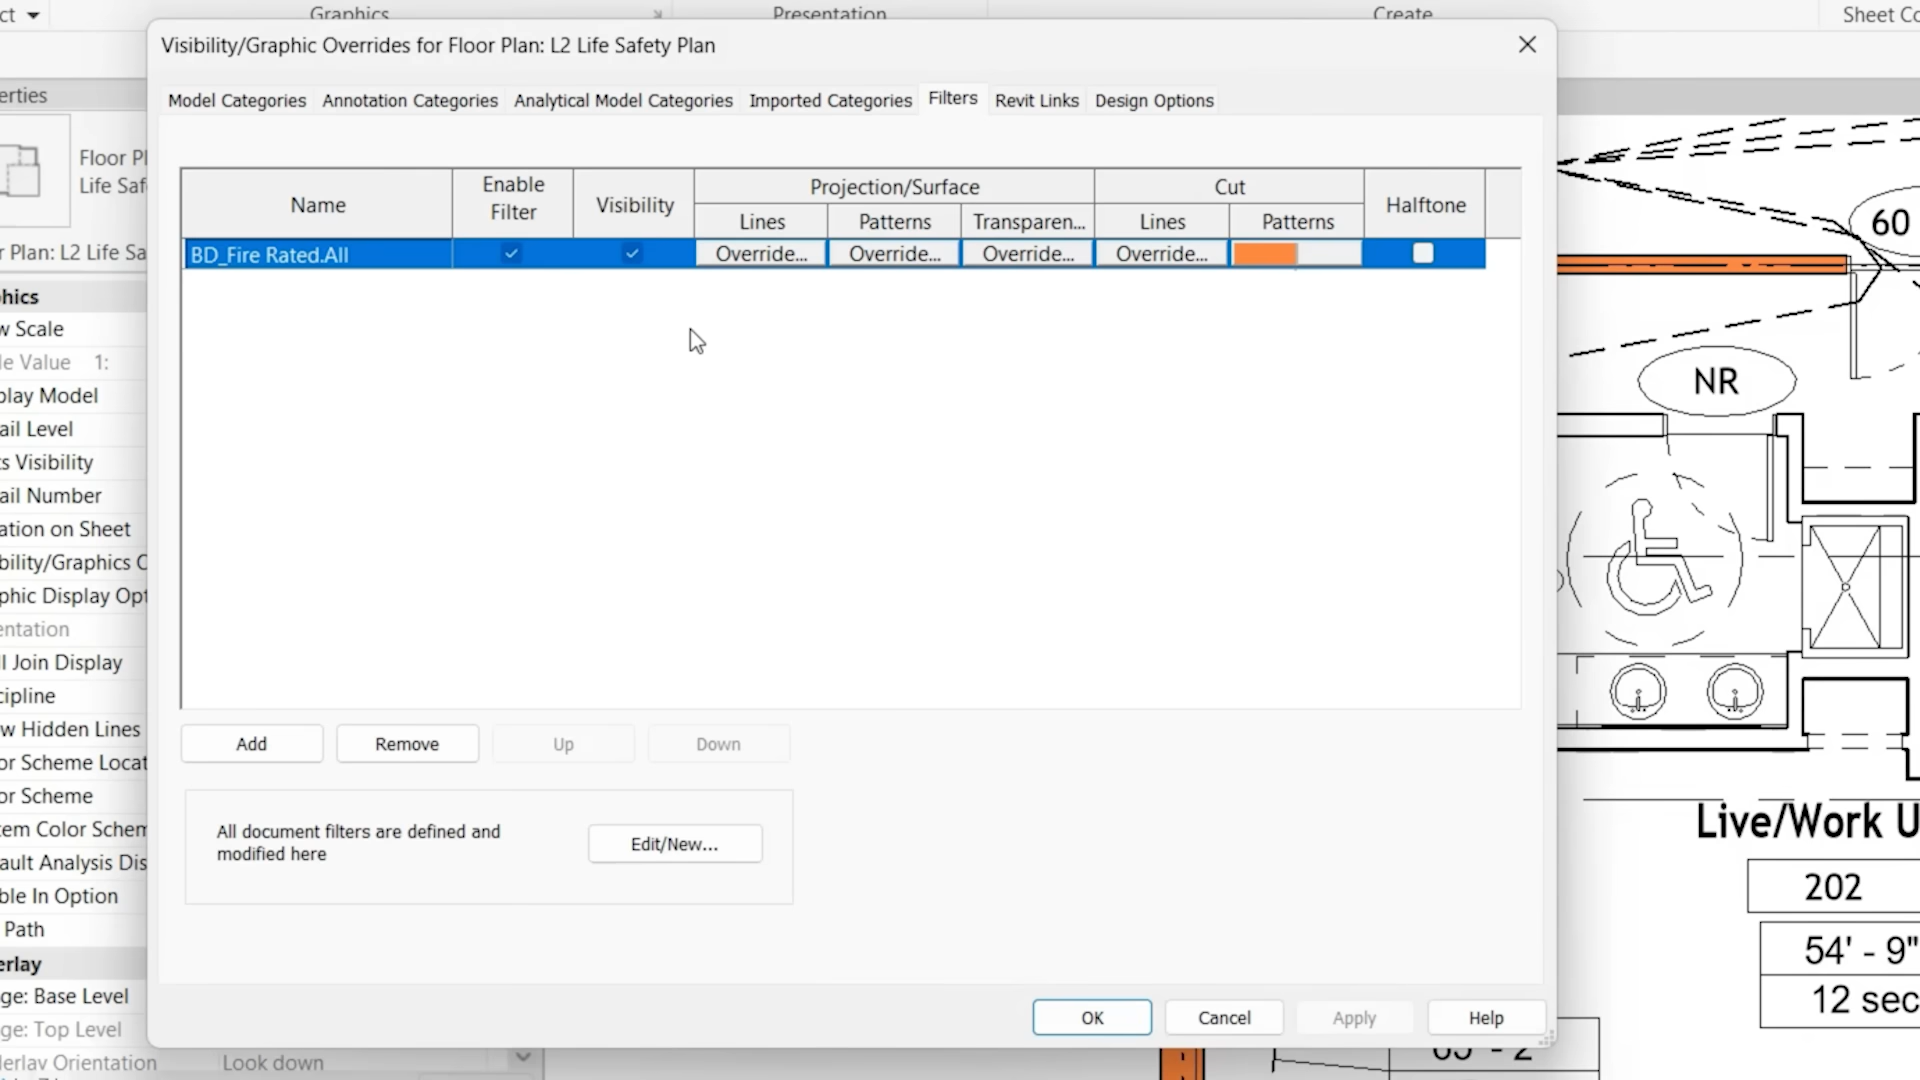 ct
Graphics
Presentation
Create
Sheet Co
Visibility/Graphic Overrides for Floor Plan: L2 Life Safety Plan
erties
Model Categories
Annotation Categories
Analytical Model Categories
Imported Categories
Filters
Revit Links
Design Options
Floor Pl
Life Saf
r Plan: L2 Life Sa
Name
Enable
Filter
Visibility
Projection/Surface
Cut
Halftone
Lines
Patterns
Transparen...
Lines
Patterns
BD_Fire Rated.All
Override...
Override...
Override...
Override...
hics
w Scale
le Value 1:
play Model
ail Level
ts Visibility
ail Number
ation on Sheet
bility/Graphics O
phic Display Opt
entation
ll Join Display
cipline
w Hidden Lines
or Scheme Locat
or Scheme
tem Color Schem
ault Analysis Dis
ble In Option
Path
erlay
ge: Base Level
ge: Top Level
derlay Orientation Look down
Add
Remove
Up
Down
All document filters are defined and
modified here
Edit/New...
OK
Cancel
Apply
Help
60
NR
Live/Work U
202
54' - 9"
12 sec